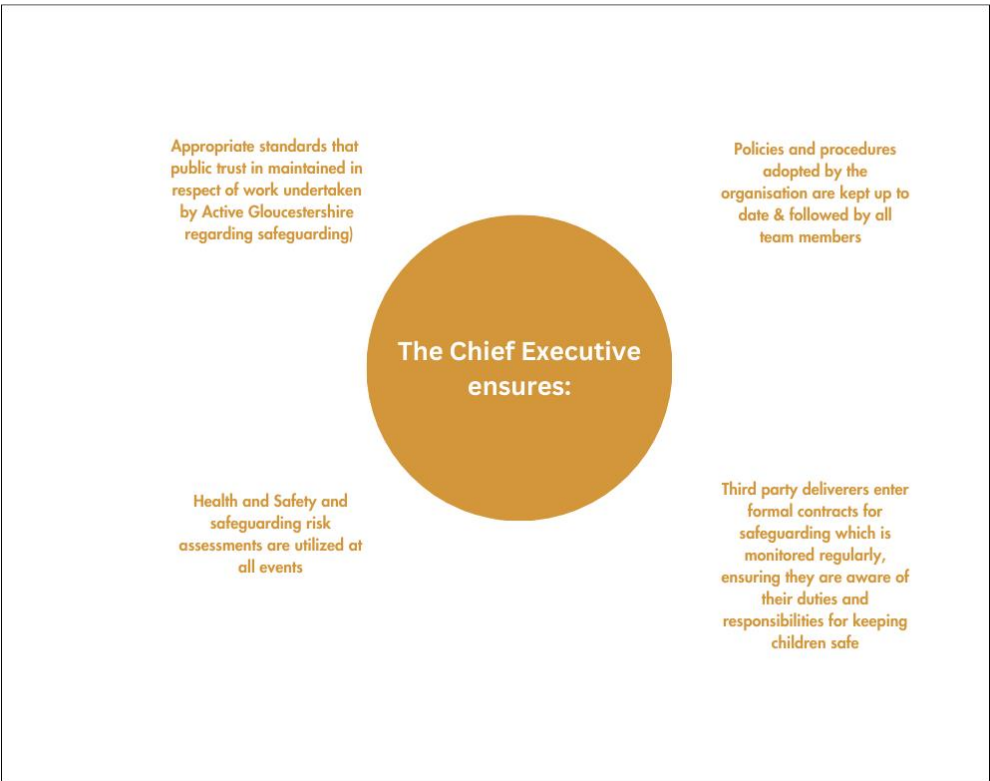 Appropriate standards that
public trust in maintained in
respect of work undertaken
by Active Gloucestershire
regarding safeguarding)
Policies and procedures
adopted by the
organisation are kept up to
date & followed by all
team members
The Chief Executive
ensures:
Health and Safety and
safeguarding risk
assessments are utilized at
all events
Third party deliverers enter
formal contracts for
safeguarding which is
monitored regularly,
ensuring they are aware of
their duties and
responsibilities for keeping
children safe